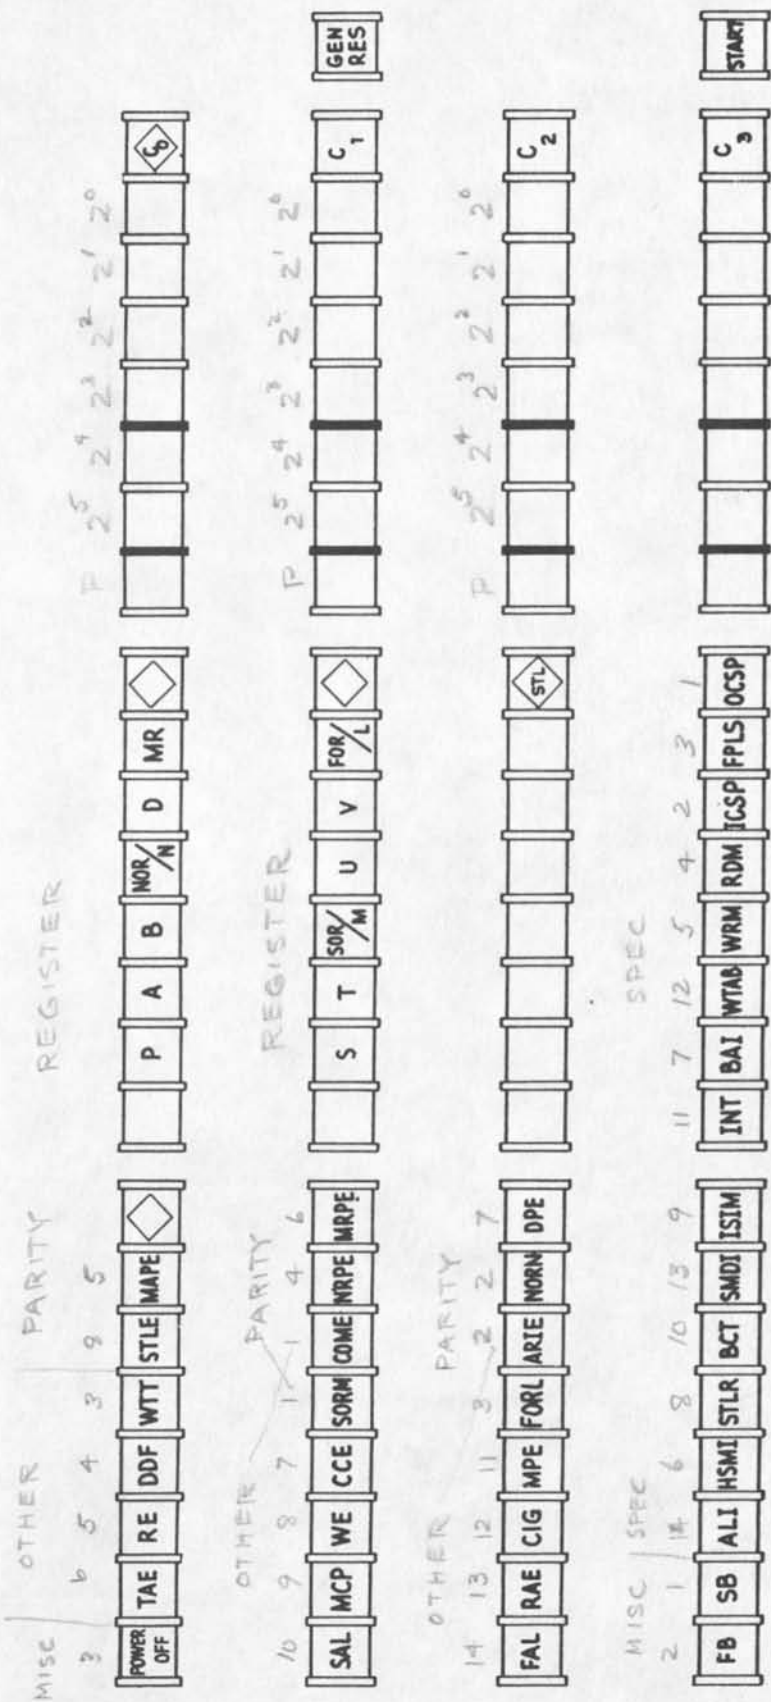 MISC / OTHER / PARITY REGISTER
3 6 5 4 3 9 5 P 2⁵ 2⁴ 2³ 2² 2¹ 2⁰
POWER OFF TAE RE DDF WTT STLE MAPE P A B NOR/N D MR C₀
OTHER / PARITY REGISTER
10 9 8 7 1 1 4 6 P 2⁵ 2⁴ 2³ 2² 2¹ 2⁰
SAL MCP WE CCE SORM COME NRPE MRPE S T SOR/M U V FOR/L C₁ GEN RES
OTHER / PARITY
14 13 12 11 3 2 2 7 P 2⁵ 2⁴ 2³ 2² 2¹ 2⁰
FAL RAE CIG MPE FORL ARIE NORN DPE STL C₂
MISC / SPEC SPEC
2 1 14 6 8 10 13 9 11 7 12 5 4 2 3 1
FB SB ALI HSMI STLR BCT SMDI ISIM INT BAI WTAB WRM RDM ICSP FPLS OCSP C₃ START